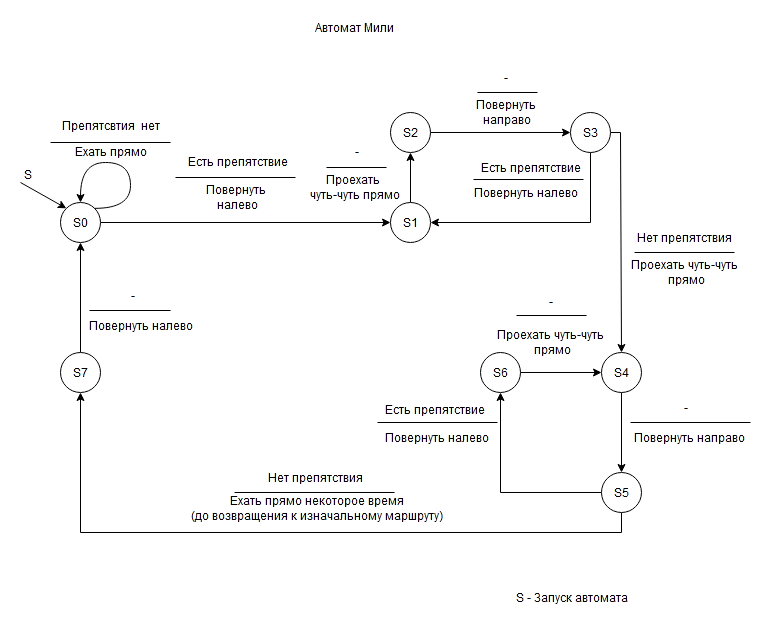 Автомат Мили
-
Повернуть
направо
Препятсвтия нет
Ехать прямо
S
Есть препятствие
Повернуть
налево
-
Проехать
чуть-чуть прямо
S2
S3
Есть препятствие
Повернуть налево
S0
S1
Нет препятствия
Проехать чуть-чуть
прямо
-
Повернуть налево
-
Проехать чуть-чуть
прямо
S7
S6
S4
Есть препятствие
Повернуть налево
-
Повернуть направо
Нет препятствия
Ехать прямо некоторое время
(до возвращения к изначальному маршруту)
S5
S - Запуск автомата